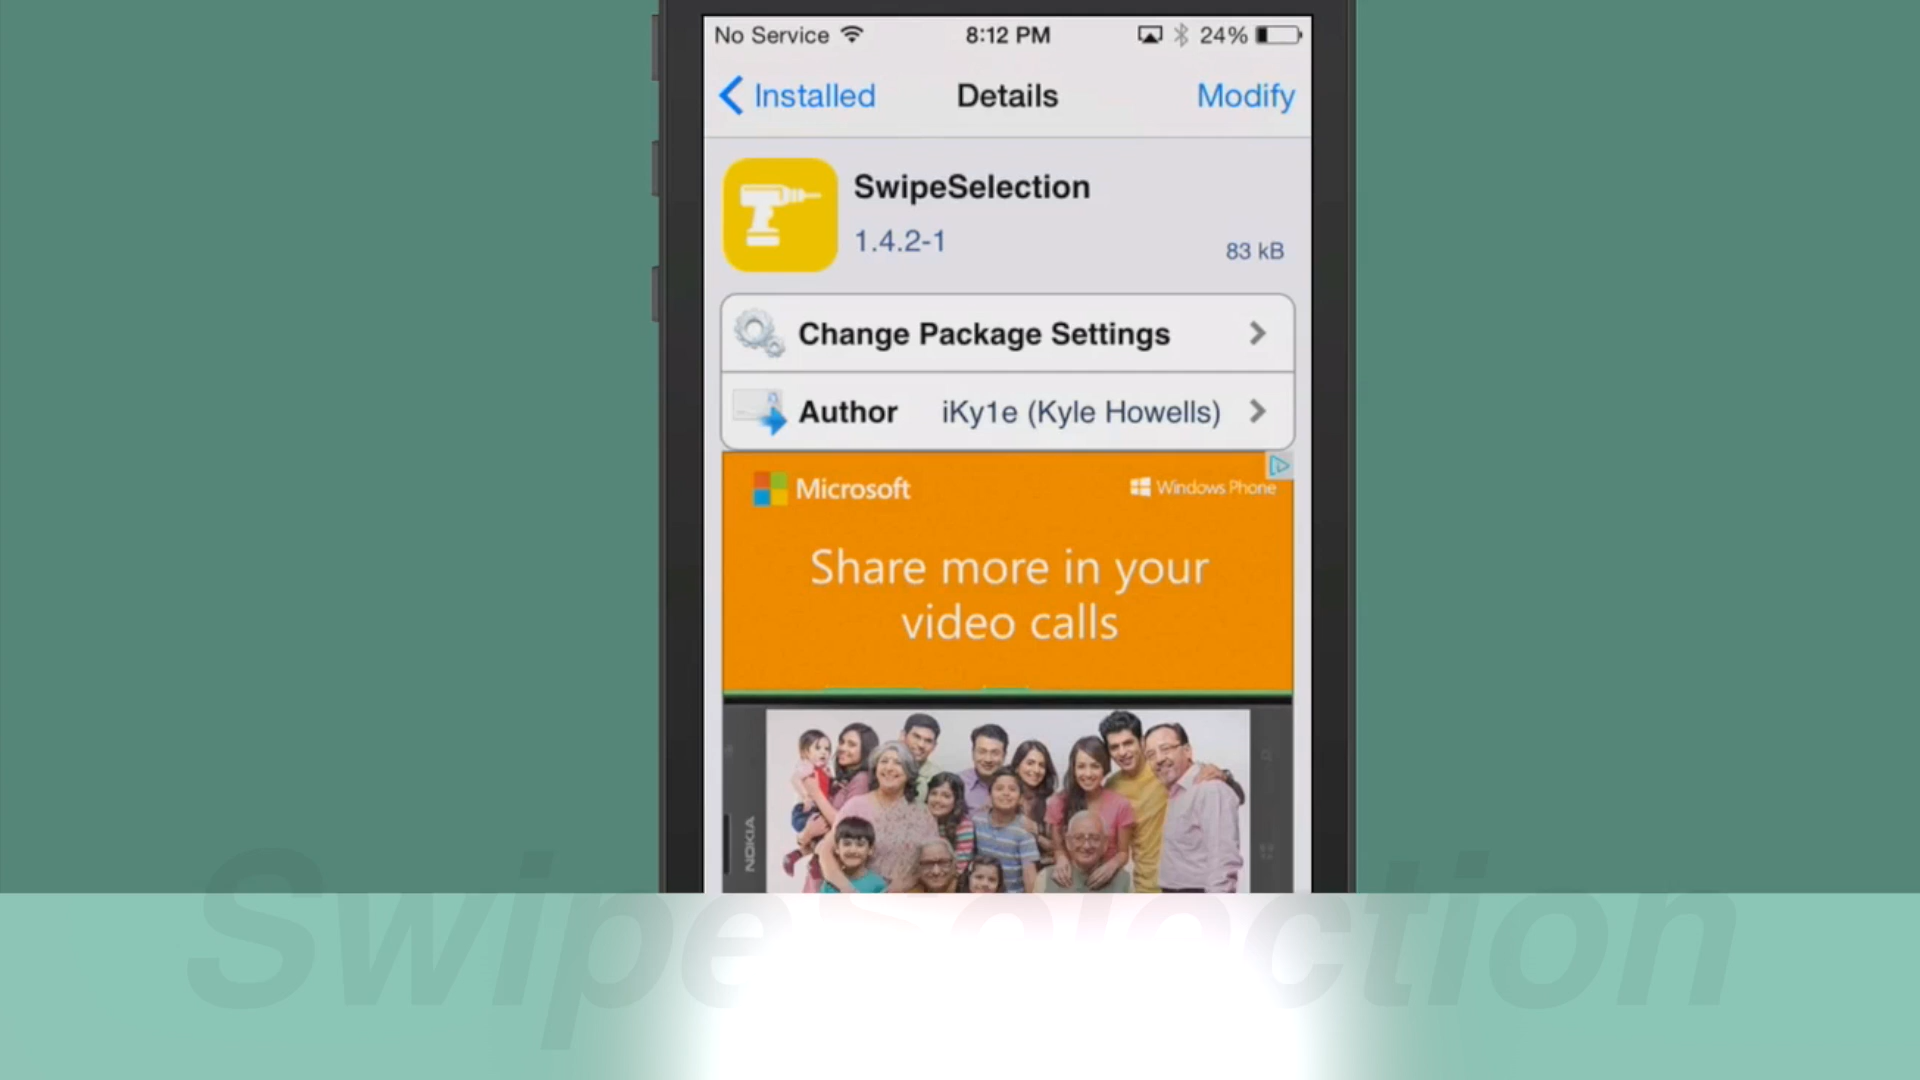 No Service 8:12 PM 24%
Installed Details Modify
SwipeSelection
1.4.2-1
83 kB
Change Package Settings
Author iKy1e (Kyle Howells)
Microsoft Windows Phone
Share more in your
video calls
NOKIA
SwipeSelection